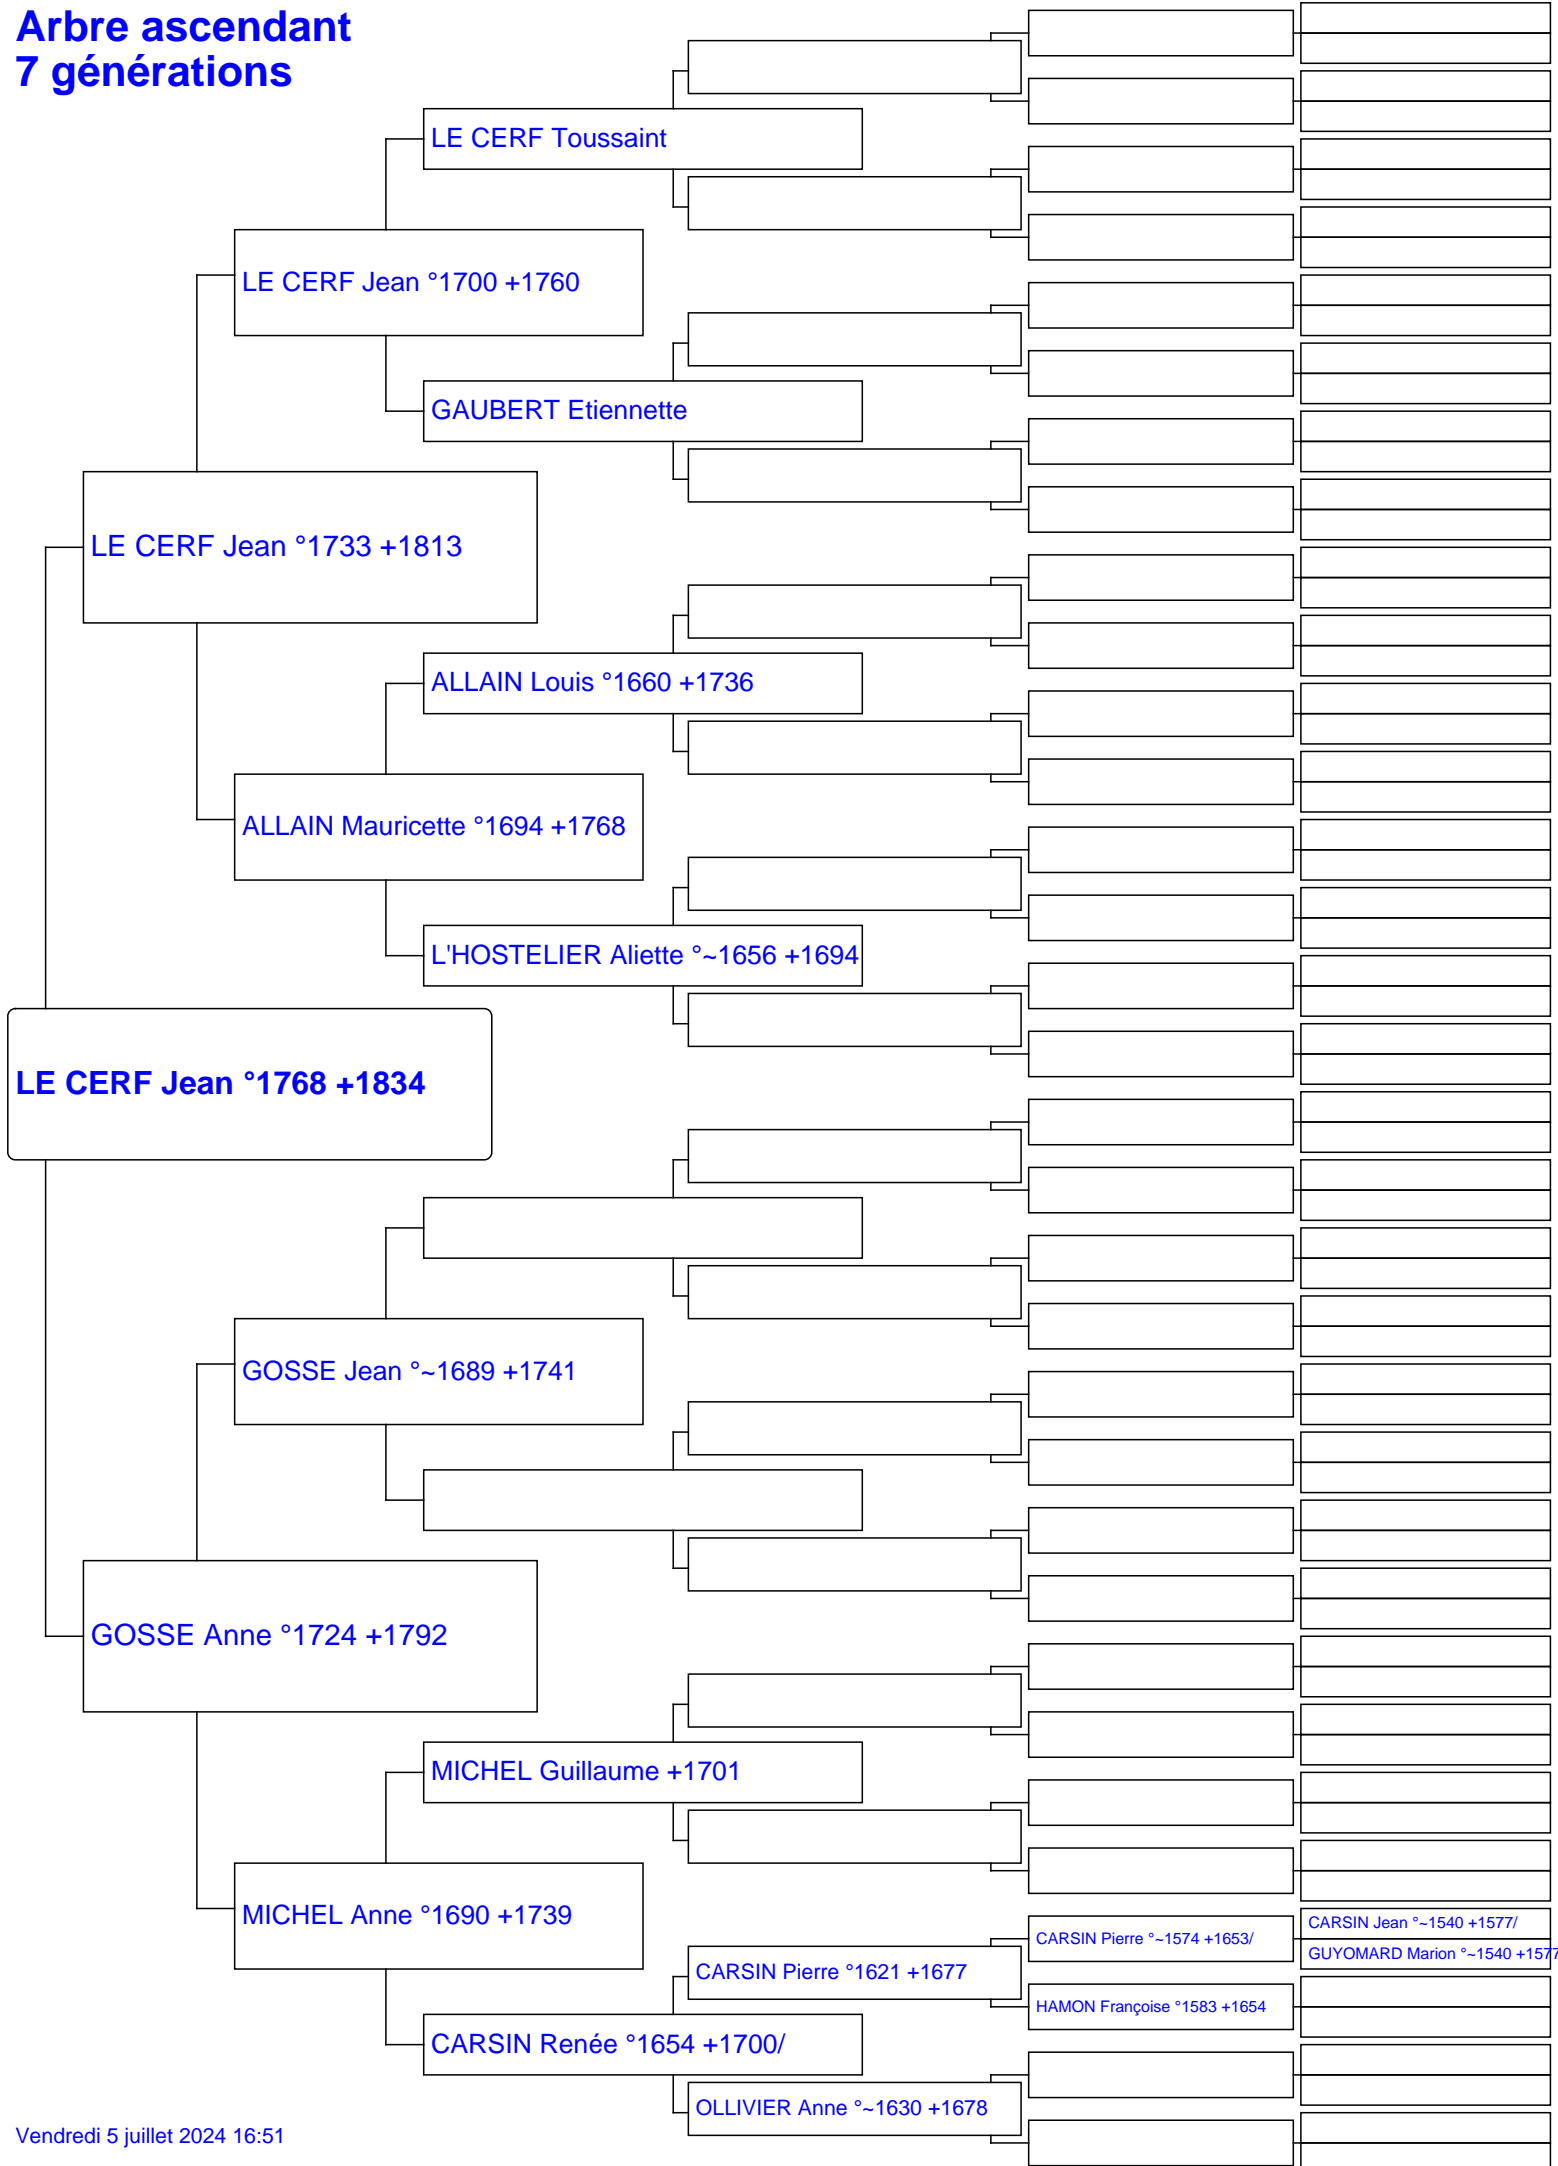 Arbre ascendant
7 générations
LE CERF Toussaint
LE CERF Jean °1700 +1760
GAUBERT Etiennette
LE CERF Jean °1733 +1813
ALLAIN Louis °1660 +1736
ALLAIN Mauricette °1694 +1768
L'HOSTELIER Aliette °~1656 +1694
LE CERF Jean °1768 +1834
GOSSE Jean °~1689 +1741
GOSSE Anne °1724 +1792
MICHEL Guillaume +1701
MICHEL Anne °1690 +1739
CARSIN Jean °~1540 +1577/
CARSIN Pierre °~1574 +1653/
GUYOMARD Marion °~1540 +1577
CARSIN Pierre °1621 +1677
HAMON Françoise °1583 +1654
CARSIN Renée °1654 +1700/
OLLIVIER Anne °~1630 +1678
Vendredi 5 juillet 2024 16:51